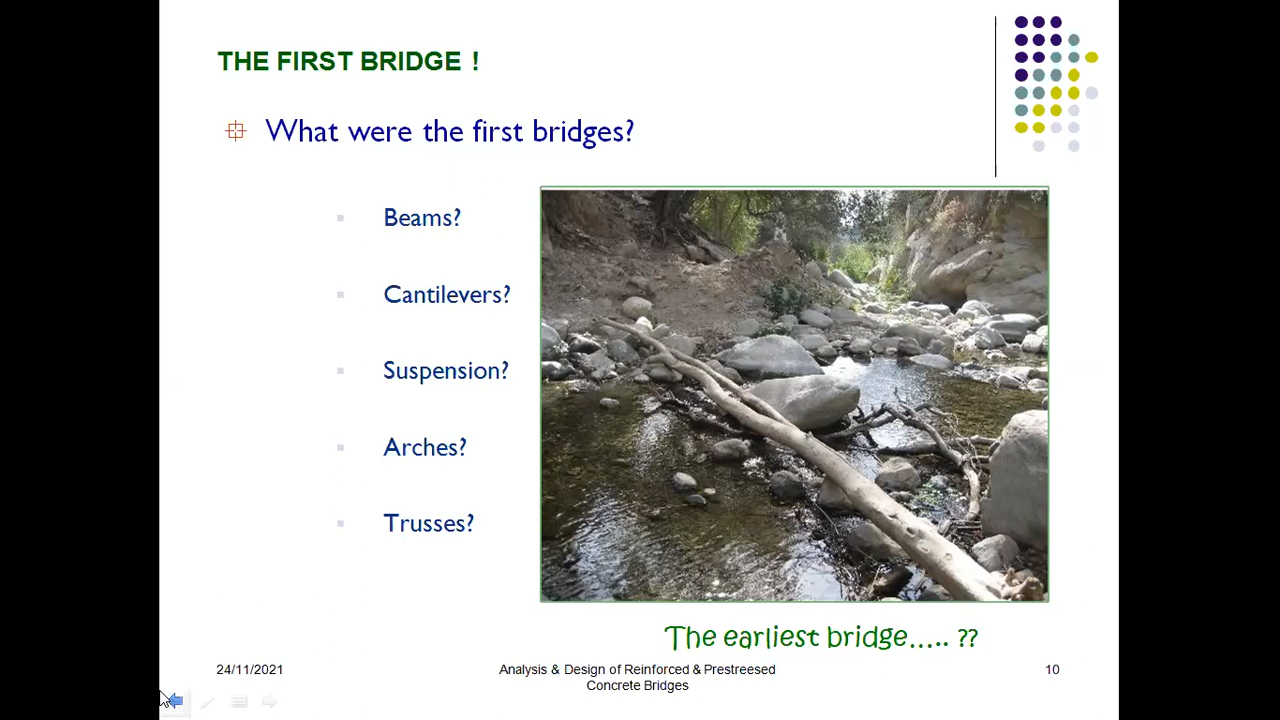 THE FIRST BRIDGE !
What were the first bridges?
Beams?
Cantilevers?
Suspension?
Arches?
Trusses?
The earliest bridge….. ??
24/11/2021
Analysis & Design of Reinforced & Prestreesed
Concrete Bridges
10